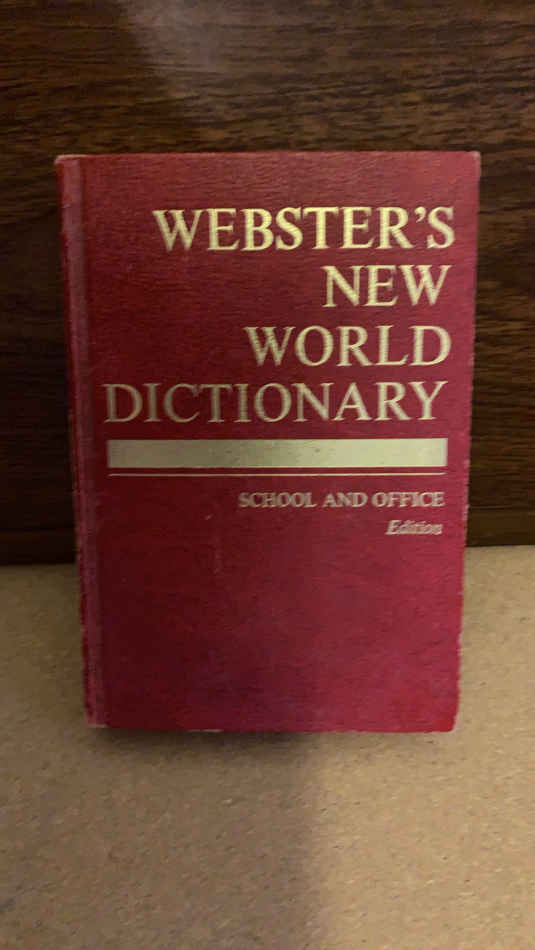 WEBSTER'S
NEW
WORLD
DICTIONARY
SCHOOL AND OFFICE
Edition